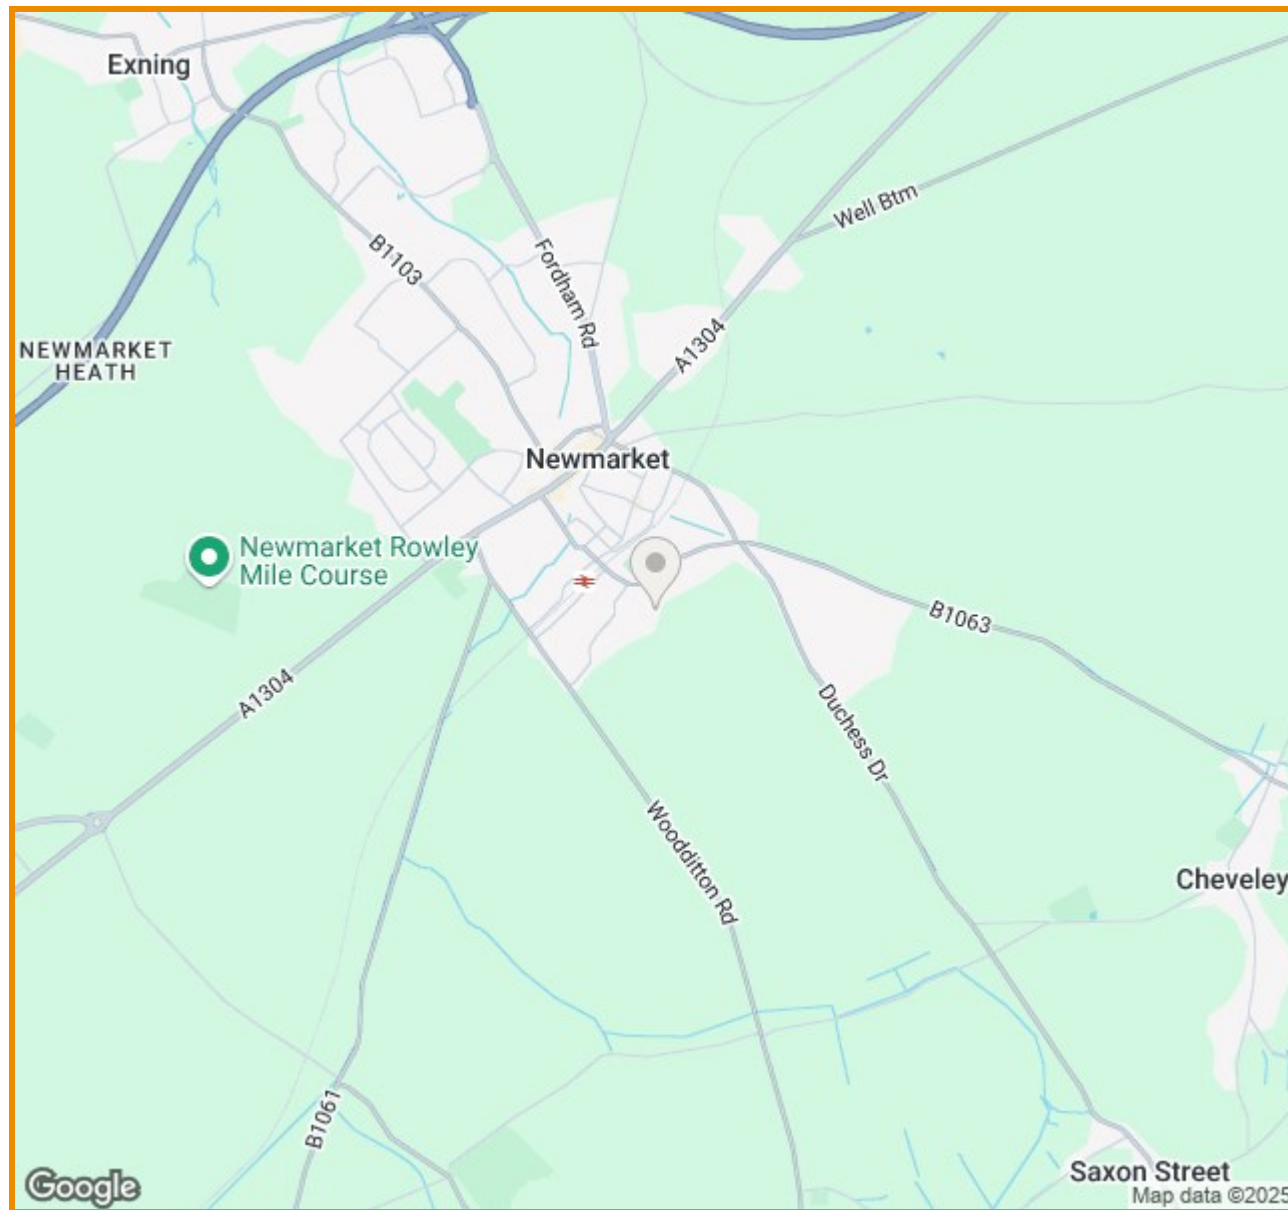 Exning
Well Btm
B1103
Fordham Rd
NEWMARKET
HEATH
A1304
Newmarket
Newmarket Rowley
Mile Course
B1063
A1304
Duchess Dr
Woodditton Rd
Cheveley
B1061
Saxon Street
Google
Map data ©2025